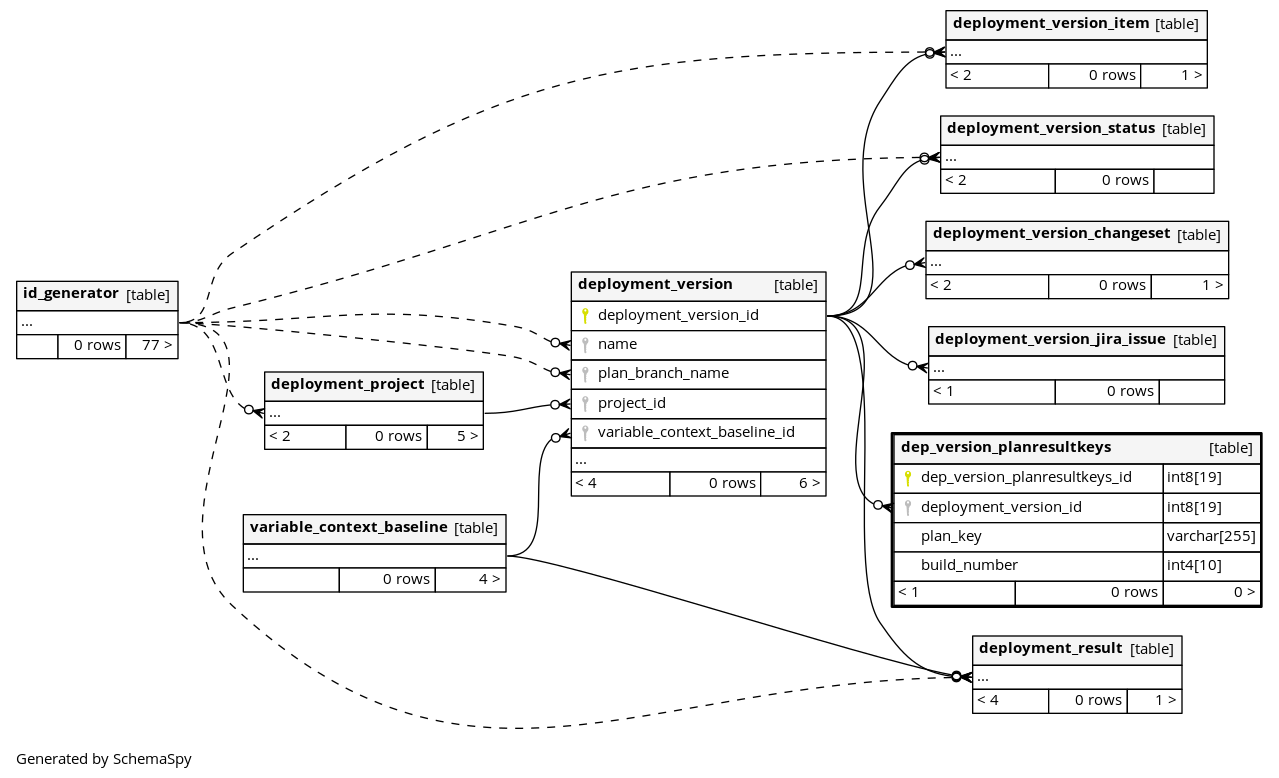 deployment_version_item [table]
...
< 2 0 rows 1 >
deployment_version_status [table]
...
< 2 0 rows
deployment_version_changeset [table]
...
< 2 0 rows 1 >
id_generator [table]
...
0 rows 77 >
deployment_version [table]
deployment_version_id
name
plan_branch_name
project_id
variable_context_baseline_id
...
< 4 0 rows 6 >
deployment_version_jira_issue [table]
...
< 1 0 rows
deployment_project [table]
...
< 2 0 rows 5 >
dep_version_planresultkeys [table]
dep_version_planresultkeys_id int8[19]
deployment_version_id int8[19]
plan_key varchar[255]
build_number int4[10]
< 1 0 rows 0 >
variable_context_baseline [table]
...
0 rows 4 >
deployment_result [table]
...
< 4 0 rows 1 >
Generated by SchemaSpy